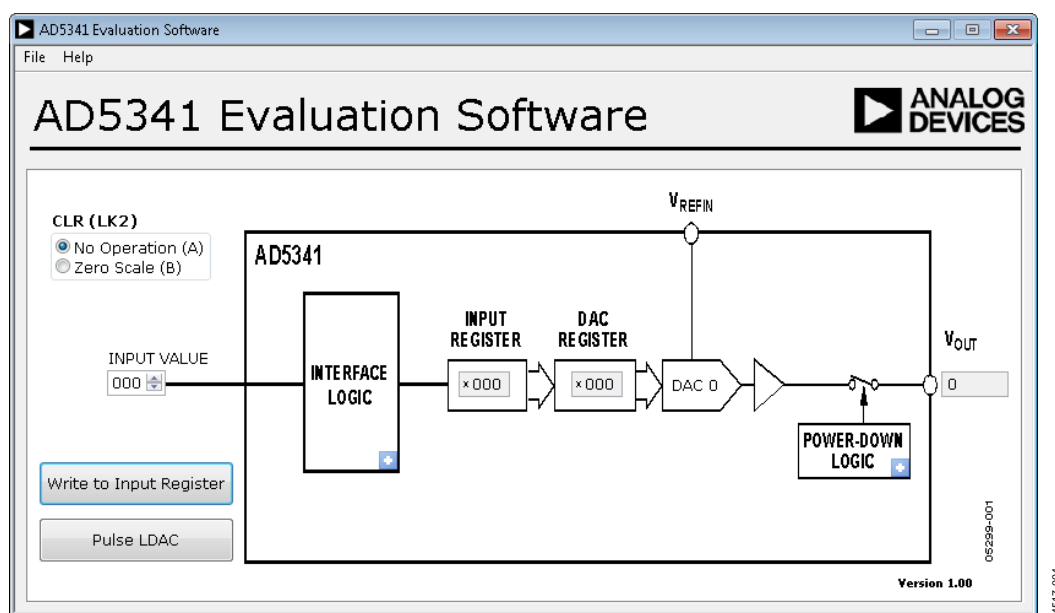 AD5341 Evaluation Software
File Help
AD5341 Evaluation Software
ANALOG
DEVICES
CLR (LK2)
No Operation (A)
Zero Scale (B)
VREFIN
AD5341
INPUT
REGISTER
DAC
REGISTER
INPUT VALUE
000
INTERFACE
LOGIC
×000
×000
DAC 0
VOUT
0
POWER-DOWN
LOGIC
Write to Input Register
Pulse LDAC
05299-001
Version 1.00